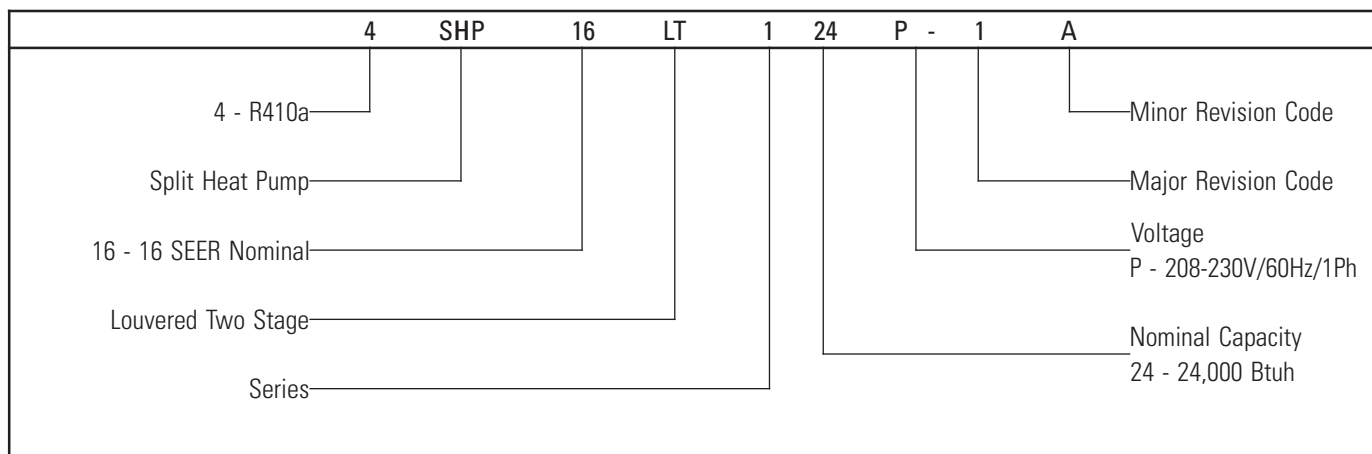 4 SHP 16 LT 1 24 P - 1 A
4 - R410a
Split Heat Pump
16 - 16 SEER Nominal
Louvered Two Stage
Series
Minor Revision Code
Major Revision Code
Voltage
P - 208-230V/60Hz/1Ph
Nominal Capacity
24 - 24,000 Btuh